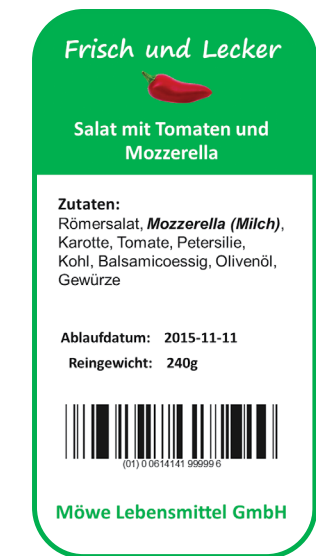 Frisch und Lecker
Salat mit Tomaten und
Mozzerella
Zutaten:
Römersalat, Mozzerella (Milch),
Karotte, Tomate, Petersilie,
Kohl, Balsamicoessig, Olivenöl,
Gewürze
Ablaufdatum: 2015-11-11
Reingewicht: 240g
(01) 0 0614141 99999 6
Möwe Lebensmittel GmbH